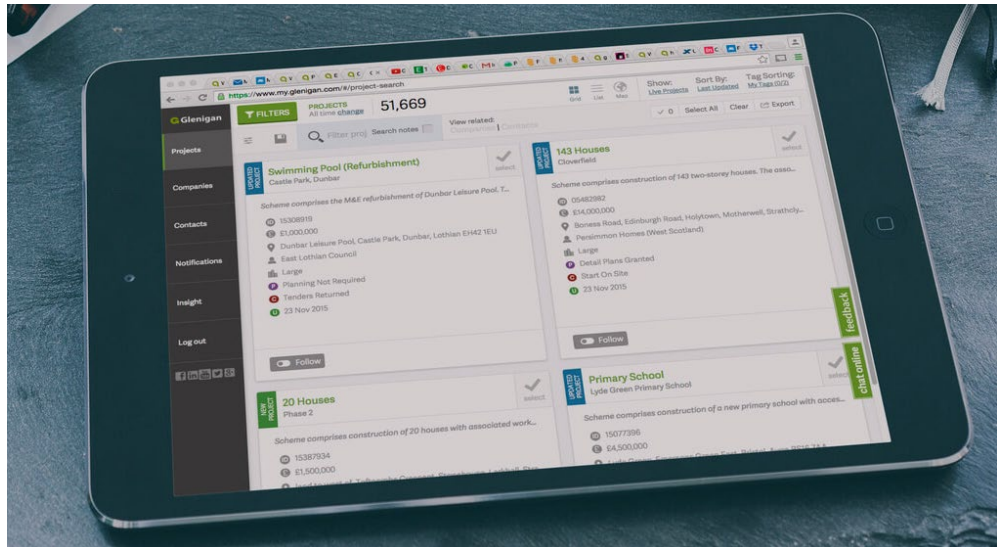 https://www.my.glenigan.com/#/project-search
Glenigan
FILTERS
PROJECTS
All time change
51,669
Grid
List
Map
Show:
Live Projects
Sort By:
Last Updated
Tag Sorting:
My Tags (0/2)
Filter proj
Search notes
View related:
Companies | Contacts
0
Select All
Clear
Export
Projects
Companies
Contacts
Notifications
Insight
Log out
UPDATED PROJECT
Swimming Pool (Refurbishment)
Castle Park, Dunbar
select
Scheme comprises the M&E refurbishment of Dunbar Leisure Pool. T...
15308919
£1,000,000
Dunbar Leisure Pool, Castle Park, Dunbar, Lothian EH42 1EU
East Lothian Council
Large
Planning Not Required
Tenders Returned
23 Nov 2015
Follow
UPDATED PROJECT
143 Houses
Cloverfield
select
Scheme comprises construction of 143 two-storey houses. The asso...
05482982
£14,000,000
Boness Road, Edinburgh Road, Holytown, Motherwell, Stratholy...
Persimmon Homes (West Scotland)
Large
Detail Plans Granted
Start On Site
23 Nov 2015
Follow
NEW PROJECT
20 Houses
Phase 2
select
Scheme comprises construction of 20 houses with associated work...
15387934
£1,500,000
UPDATED PROJECT
Primary School
Lyde Green Primary School
select
Scheme comprises construction of a new primary school with acces...
15077396
£4,500,000
feedback
chat online